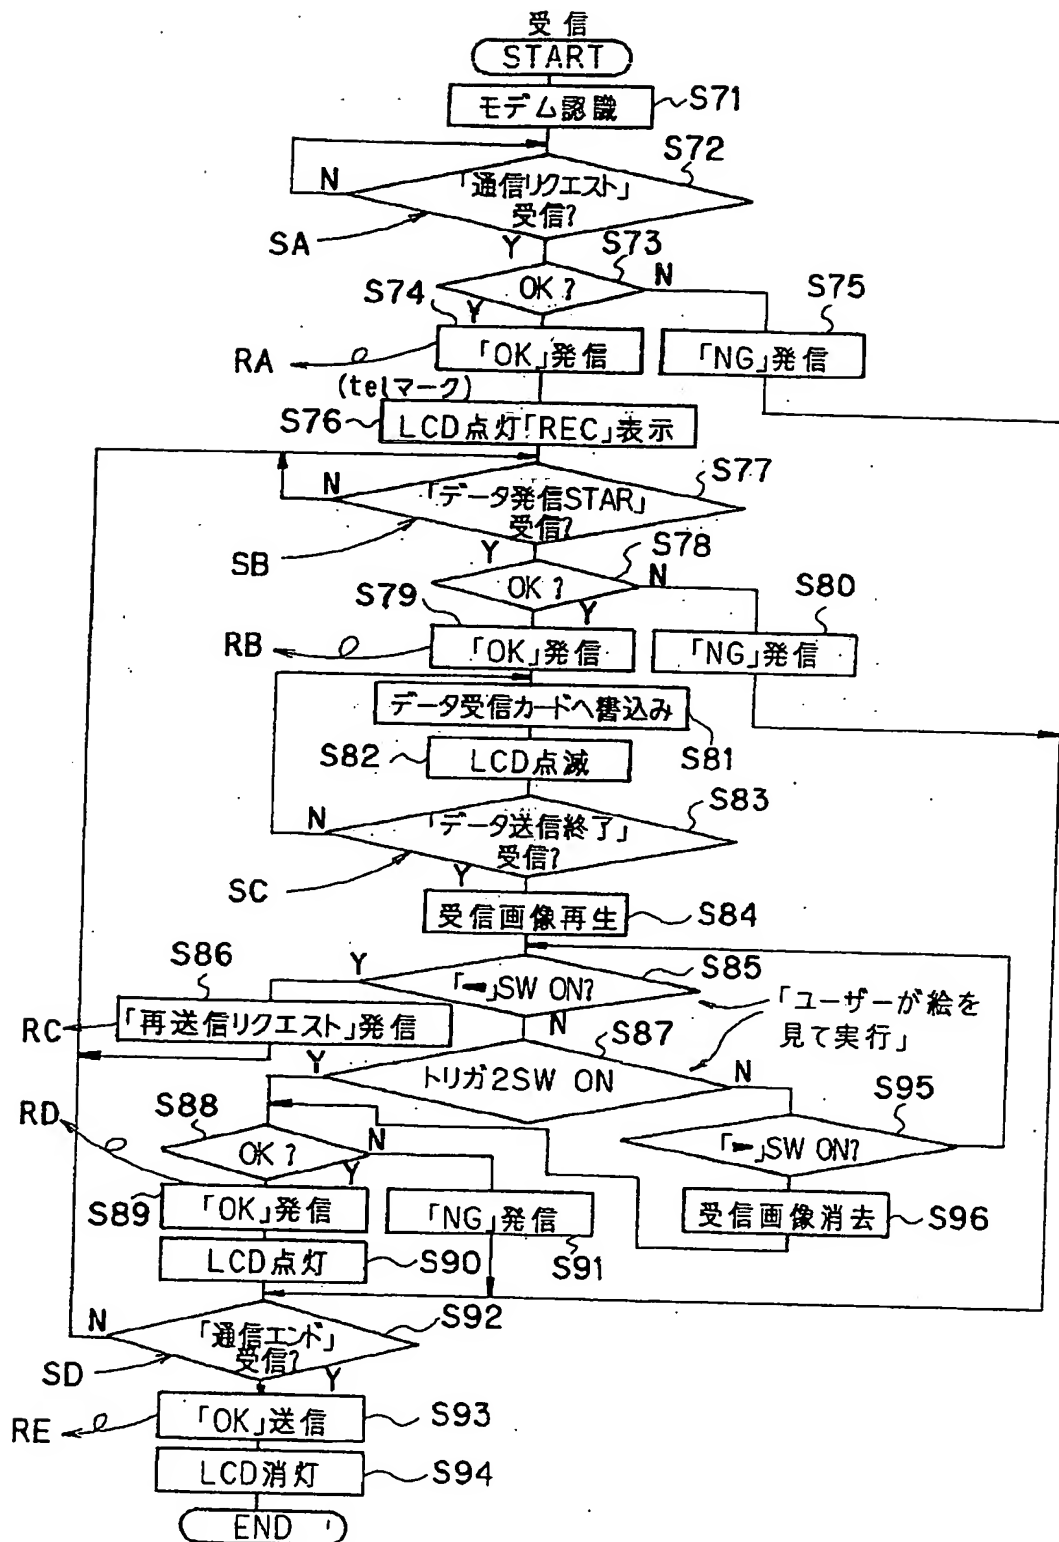 受信
START
モデム認識
S71
S72
N
「通信リクエスト」
受信?
SA
Y
S73
OK?
N
S74
Y
S75
RA
「OK」発信
「NG」発信
(telマーク)
S76
LCD点灯「REC」表示
N
S77
「データ発信STAR」
受信?
SB
Y
S78
OK?
N
S79
Y
S80
RB
「OK」発信
「NG」発信
データ受信カードへ書込み
S82
LCD点滅
S81
S83
N
「データ送信終了」
受信?
SC
Y
受信画像再生
S84
S86
Y
S85
SW ON?
「ユーザーが絵を
見て実行」
RC
「再送信リクエスト」発信
N
S87
Y
トリガ2SW ON
N
RD
S88
S95
OK?
N
Y
SW ON?
S89
「OK」発信
「NG」発信
受信画像消去
S96
LCD点灯
S90
S91
N
S92
「通信エンド」
受信?
SD
Y
RE
「OK」送信
S93
LCD消灯
S94
END